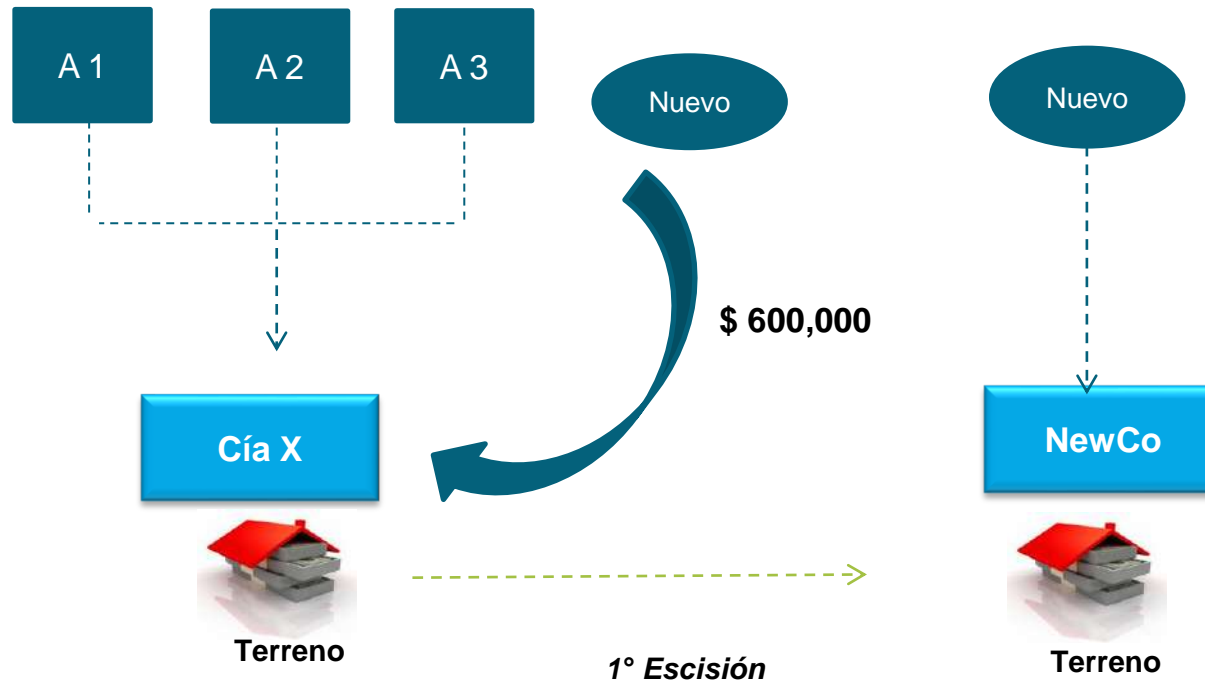 A 1
A 2
A 3
Nuevo
Nuevo
$ 600,000
Cía X
NewCo
Terreno
1° Escisión
Terreno